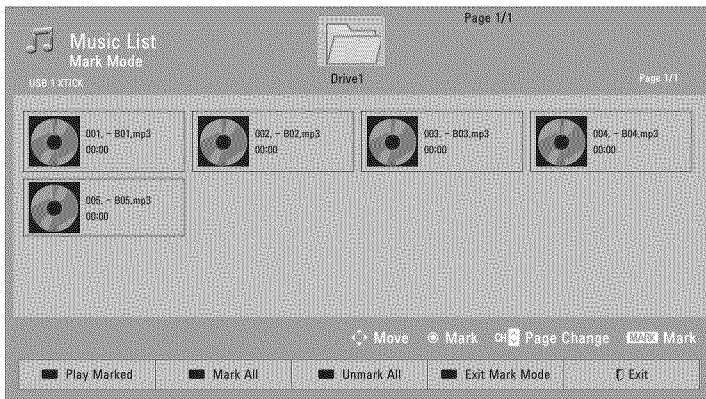 Page 1/1
Music List
Mark Mode
USB 1 XTICK
Drive1
Page 1/1
001. - B01.mp3
00:00
002. - B02.mp3
00:00
003. - B03.mp3
00:00
004. - B04.mp3
00:00
005. - B05.mp3
00:00
Move
Mark
CH
Page Change
MARK
Mark
Play Marked
Mark All
Unmark All
Exit Mark Mode
Exit